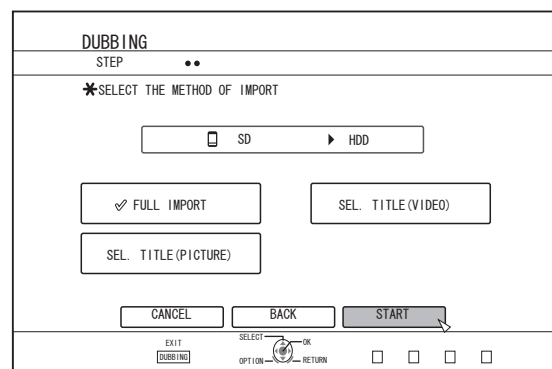 DUBBING
STEP
SELECT THE METHOD OF IMPORT
SD HDD
FULL IMPORT SEL. TITLE(VIDEO)
SEL. TITLE(PICTURE)
CANCEL BACK START
EXIT SELECT OK
DUBBING OPTION RETURN